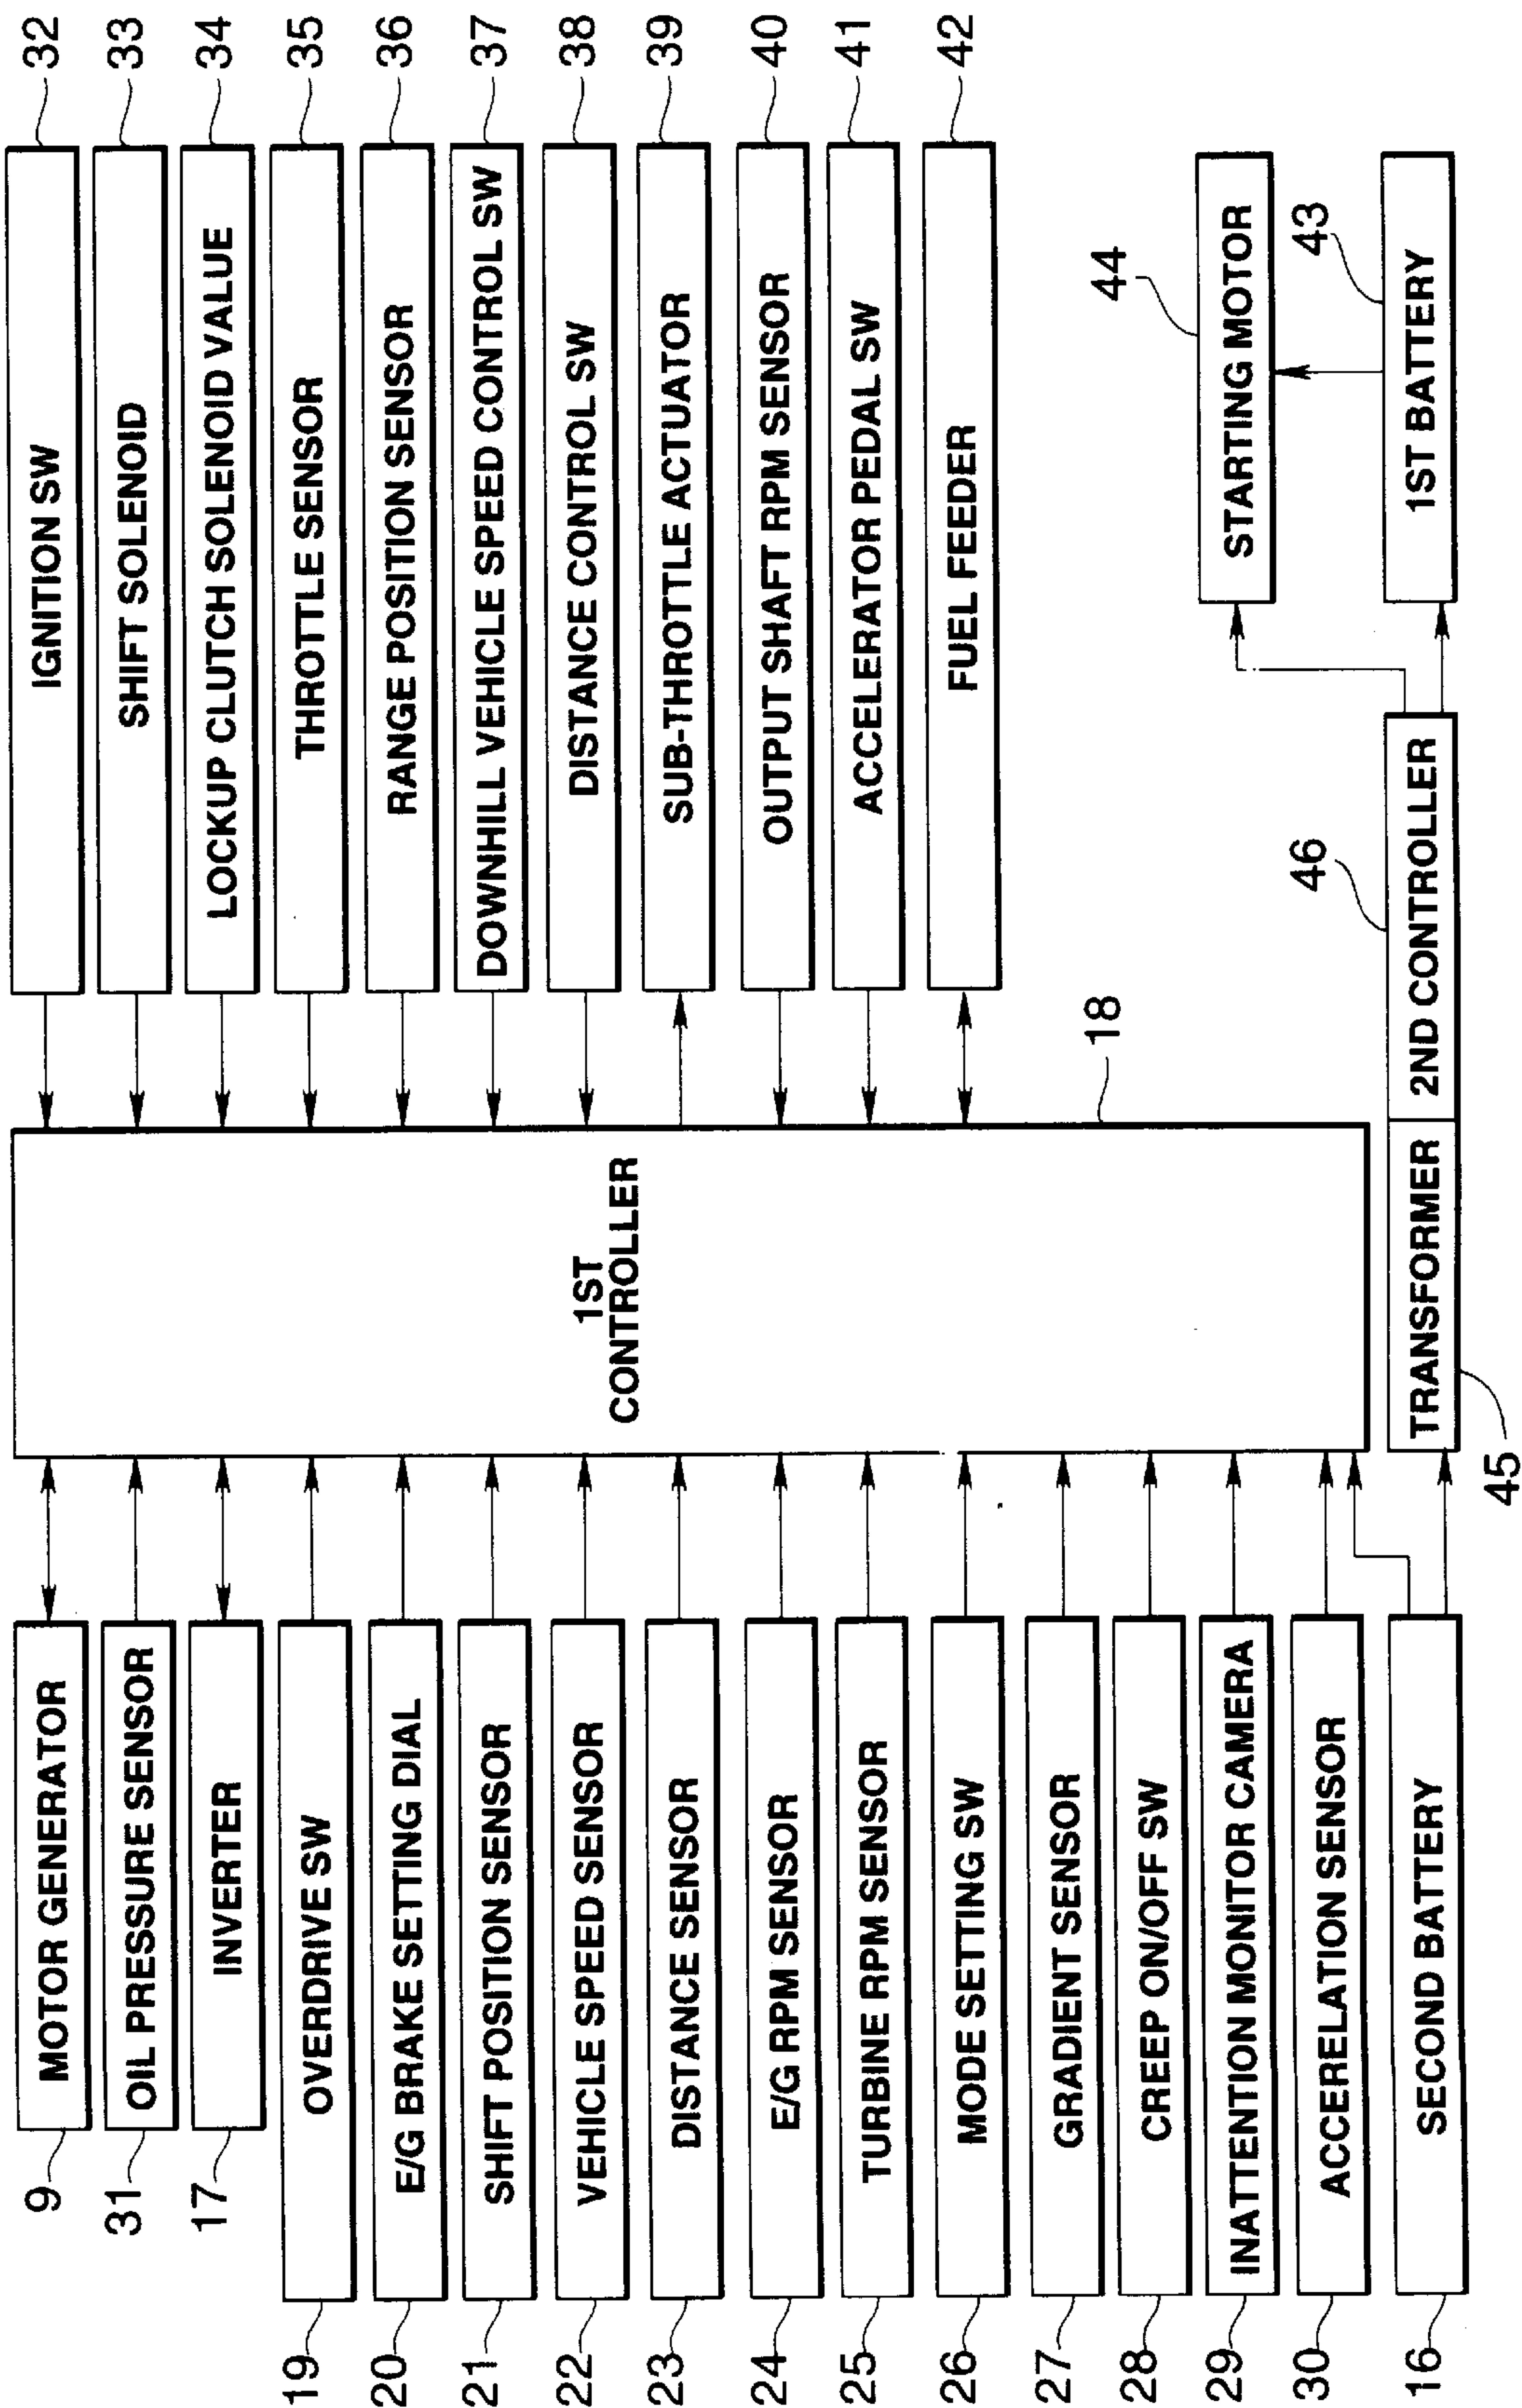 9 MOTOR GENERATOR
31 OIL PRESSURE SENSOR
17 INVERTER
19 OVERDRIVE SW
20 E/G BRAKE SETTING DIAL
21 SHIFT POSITION SENSOR
22 VEHICLE SPEED SENSOR
23 DISTANCE SENSOR
24 E/G RPM SENSOR
25 TURBINE RPM SENSOR
26 MODE SETTING SW
27 GRADIENT SENSOR
28 CREEP ON/OFF SW
29 INATTENTION MONITOR CAMERA
30 ACCERELATION SENSOR
16 SECOND BATTERY
1ST
CONTROLLER
18
TRANSFORMER
45
2ND CONTROLLER
46
IGNITION SW 32
SHIFT SOLENOID 33
LOCKUP CLUTCH SOLENOID VALUE 34
THROTTLE SENSOR 35
RANGE POSITION SENSOR 36
DOWNHILL VEHICLE SPEED CONTROL SW 37
DISTANCE CONTROL SW 38
SUB-THROTTLE ACTUATOR 39
OUTPUT SHAFT RPM SENSOR 40
ACCELERATOR PEDAL SW 41
FUEL FEEDER 42
STARTING MOTOR
44
1ST BATTERY
43